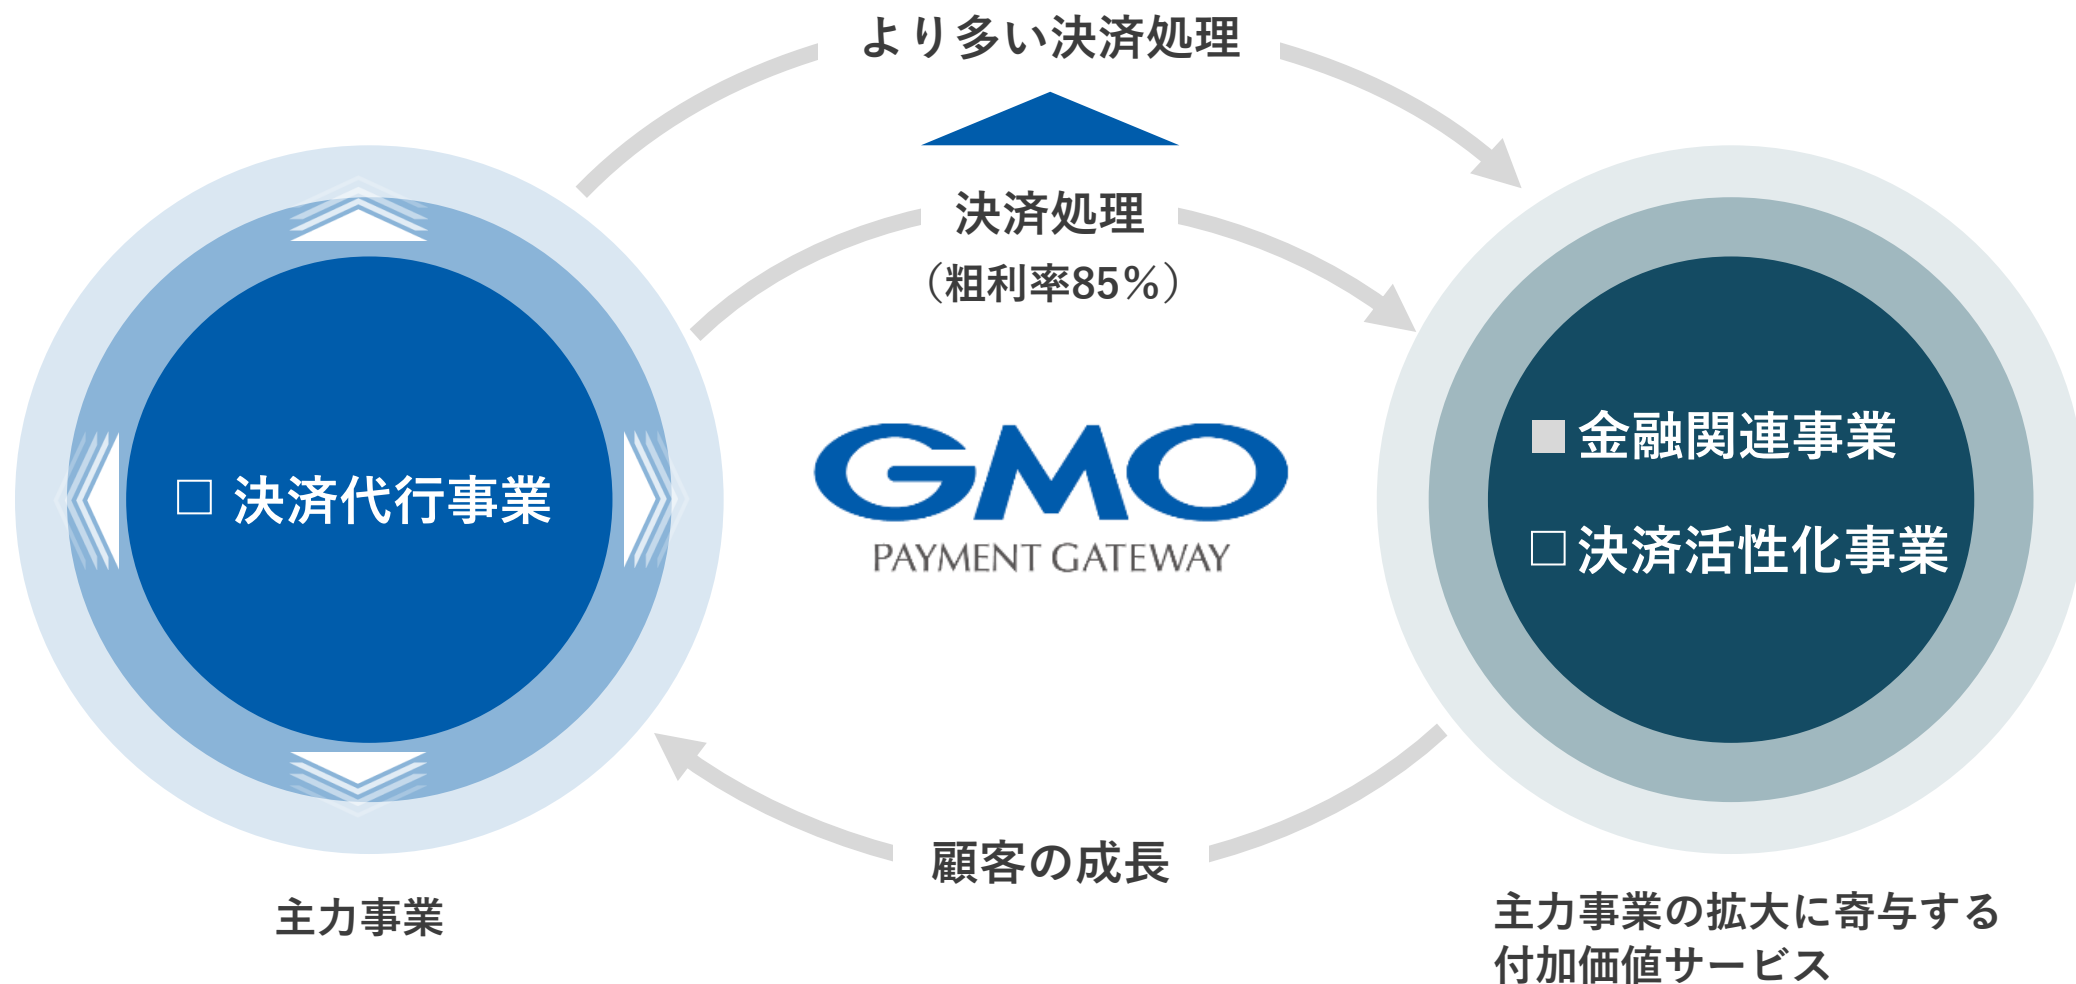 より多い決済処理
決済処理
（粗利率85％）
□ 決済代行事業
GMO
PAYMENT GATEWAY
■ 金融関連事業
□ 決済活性化事業
顧客の成長
主力事業
主力事業の拡大に寄与する
付加価値サービス